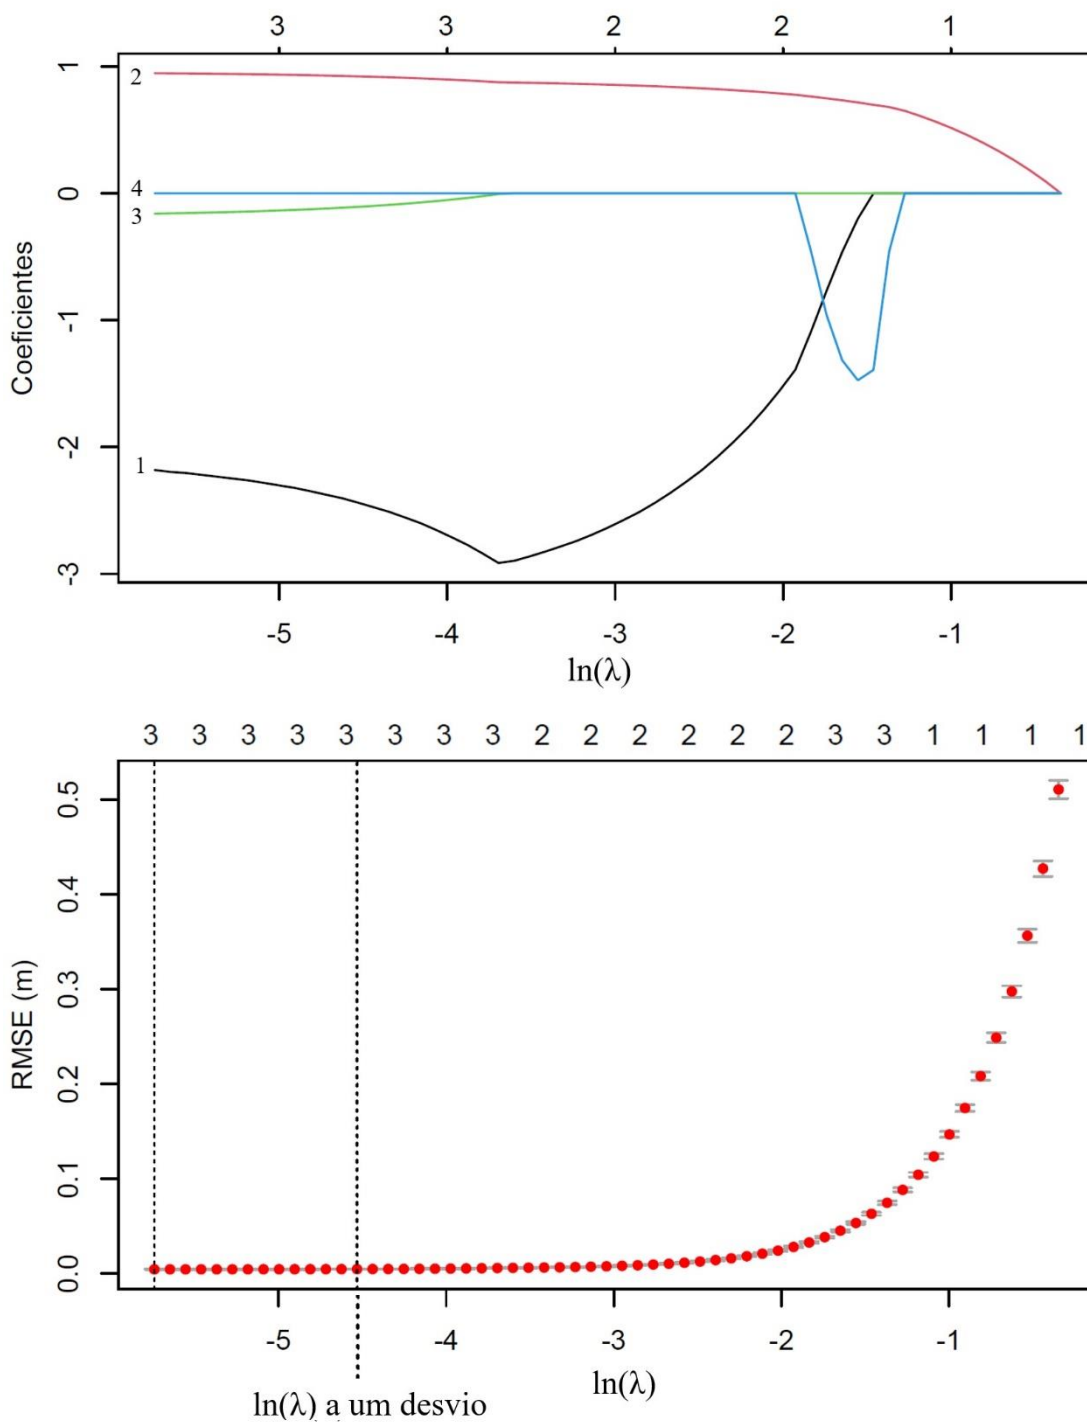 3 3 2 2 1
Coeficientes
1
0
-1
-2
-3
2
4
3
1
-5 -4 -3 -2 -1
ln(λ)
3 3 3 3 3 3 3 3 2 2 2 2 2 2 3 3 1 1 1 1
RMSE (m)
0.5
0.4
0.3
0.2
0.1
0.0
-5 -4 -3 -2 -1
ln(λ) a um desvio
ln(λ)